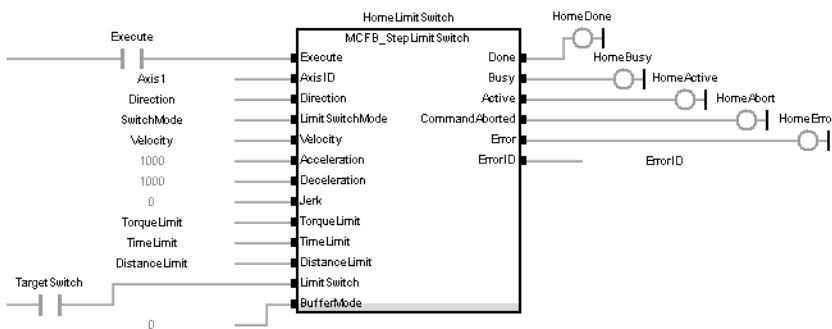 HomeLimitSwitch
HomeDone
Execute
MCFB_StepLimitSwitch
Execute
Done
HomeBusy
Axis1
AxisID
Busy
HomeActive
Direction
Direction
Active
HomeAbort
SwitchMode
LimitSwitchMode
CommandAborted
HomeErro
Velocity
Velocity
Error
1000
Acceleration
ErrorID
ErrorID
1000
Deceleration
0
Jerk
TorqueLimit
TorqueLimit
TimeLimit
TimeLimit
DistanceLimit
DistanceLimit
TargetSwitch
LimitSwitch
BufferMode
0